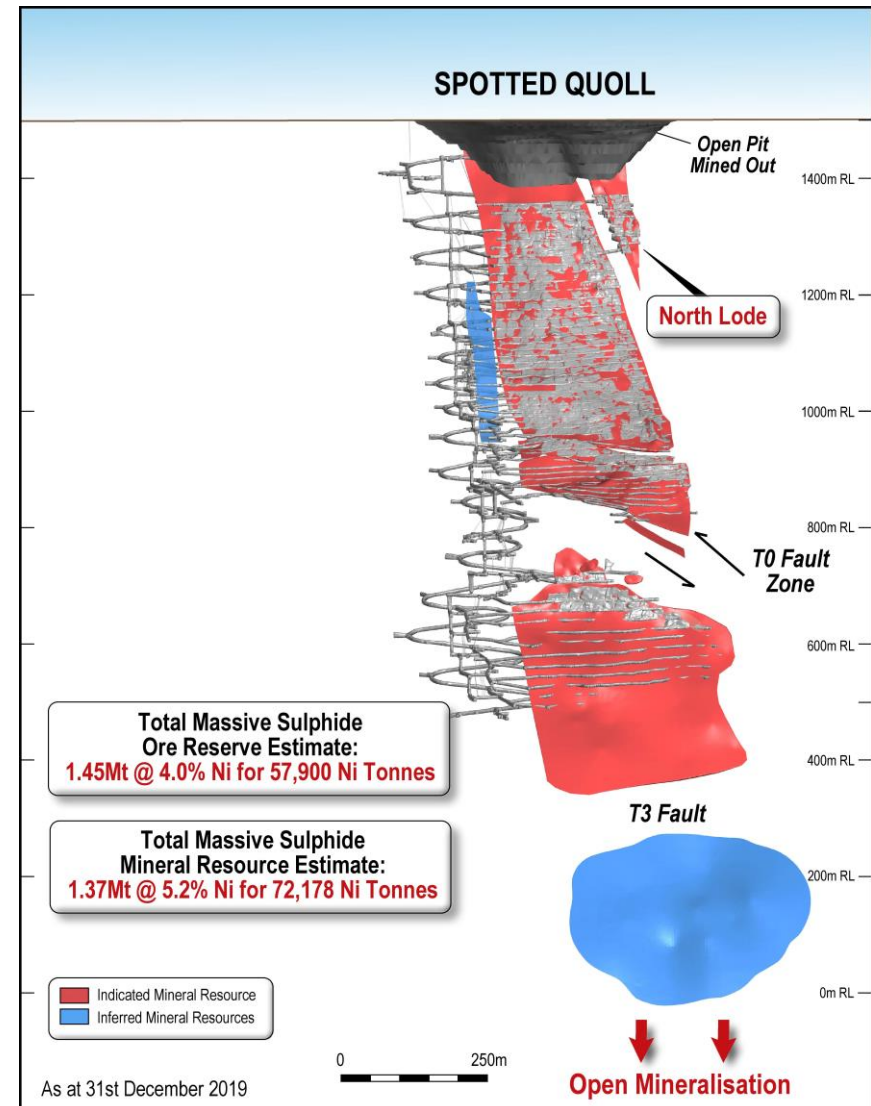 SPOTTED QUOLL
Open Pit
Mined Out
1400m RL
1200m RL
North Lode
1000m RL
800m RL
T0 Fault
Zone
600m RL
Total Massive Sulphide
Ore Reserve Estimate:
1.45Mt @ 4.0% Ni for 57,900 Ni Tonnes
400m RL
T3 Fault
Total Massive Sulphide
Mineral Resource Estimate:
1.37Mt @ 5.2% Ni for 72,178 Ni Tonnes
200m RL
Indicated Mineral Resource
Inferred Mineral Resources
0m RL
0 250m
As at 31st December 2019
Open Mineralisation